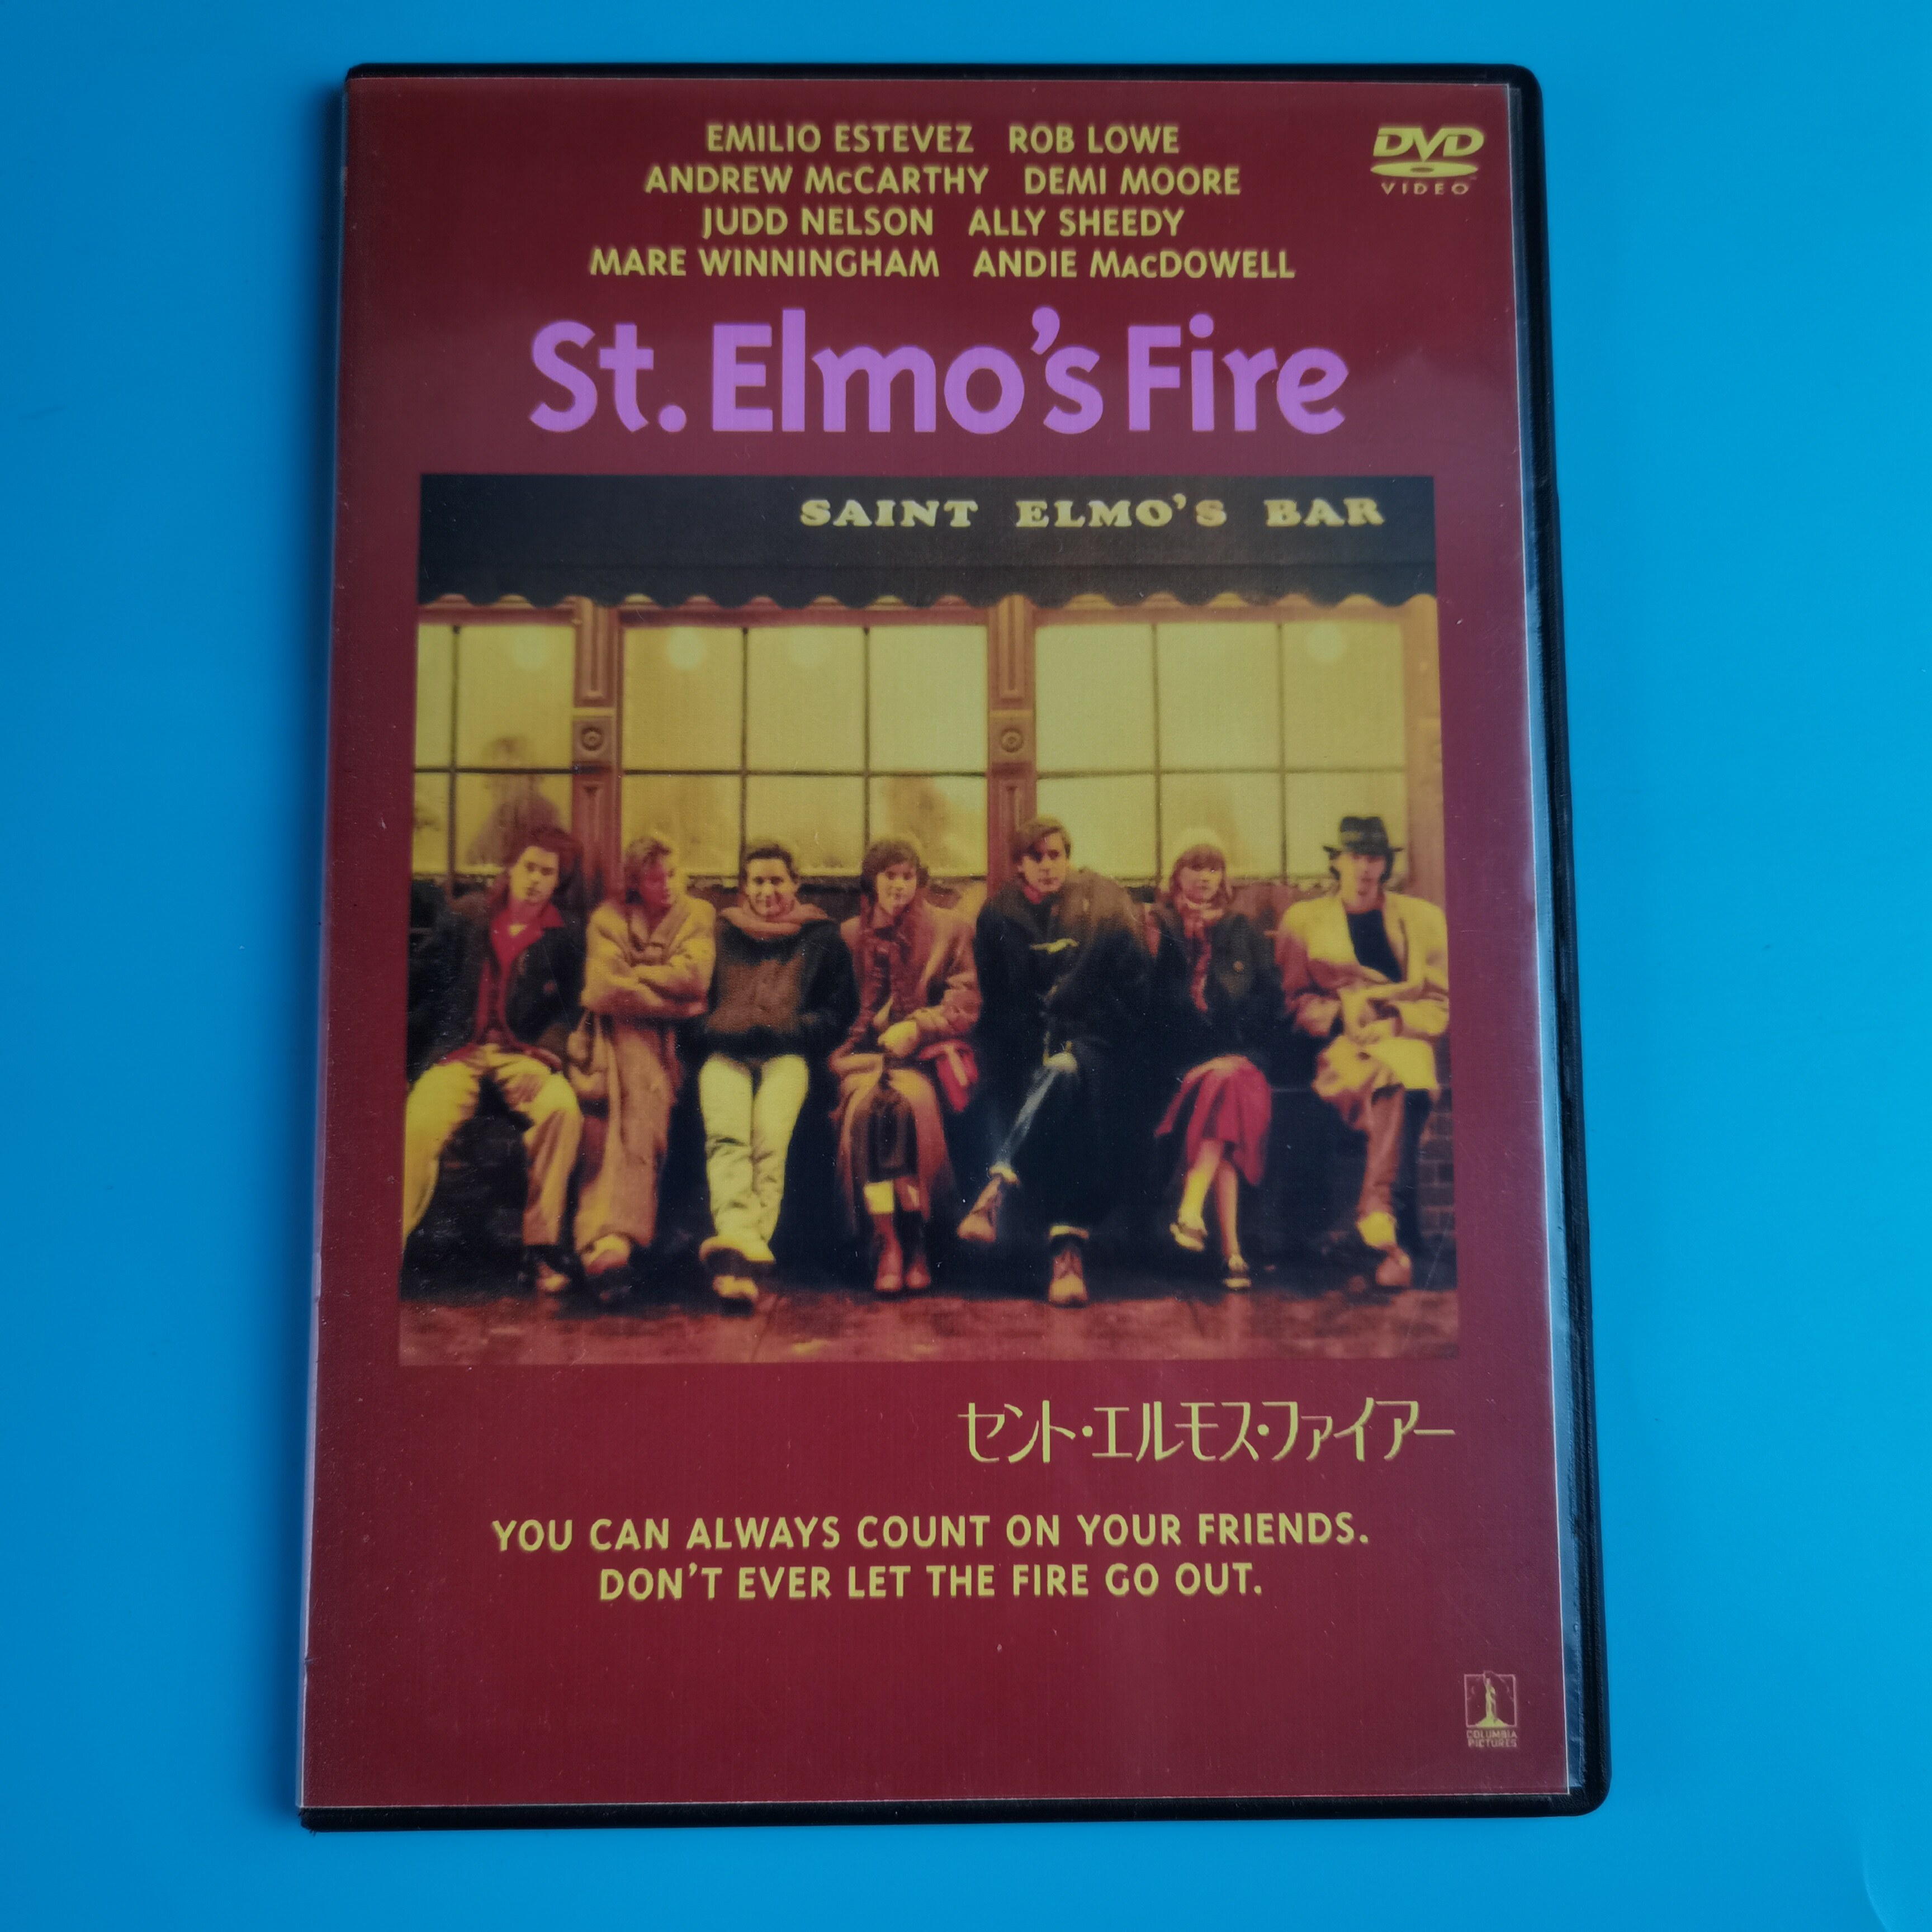 EMILIO ESTEVEZ ROB LOWE
ANDREW McCARTHY DEMI MOORE
JUDD NELSON ALLY SHEEDY
MARE WINNINGHAM ANDIE MacDOWELL
DVD
VIDEO
St. Elmo's Fire
SAINT ELMO'S BAR
セント・エルモス・ファイアー
YOU CAN ALWAYS COUNT ON YOUR FRIENDS.
DON'T EVER LET THE FIRE GO OUT.
COLUMBIA
PICTURES